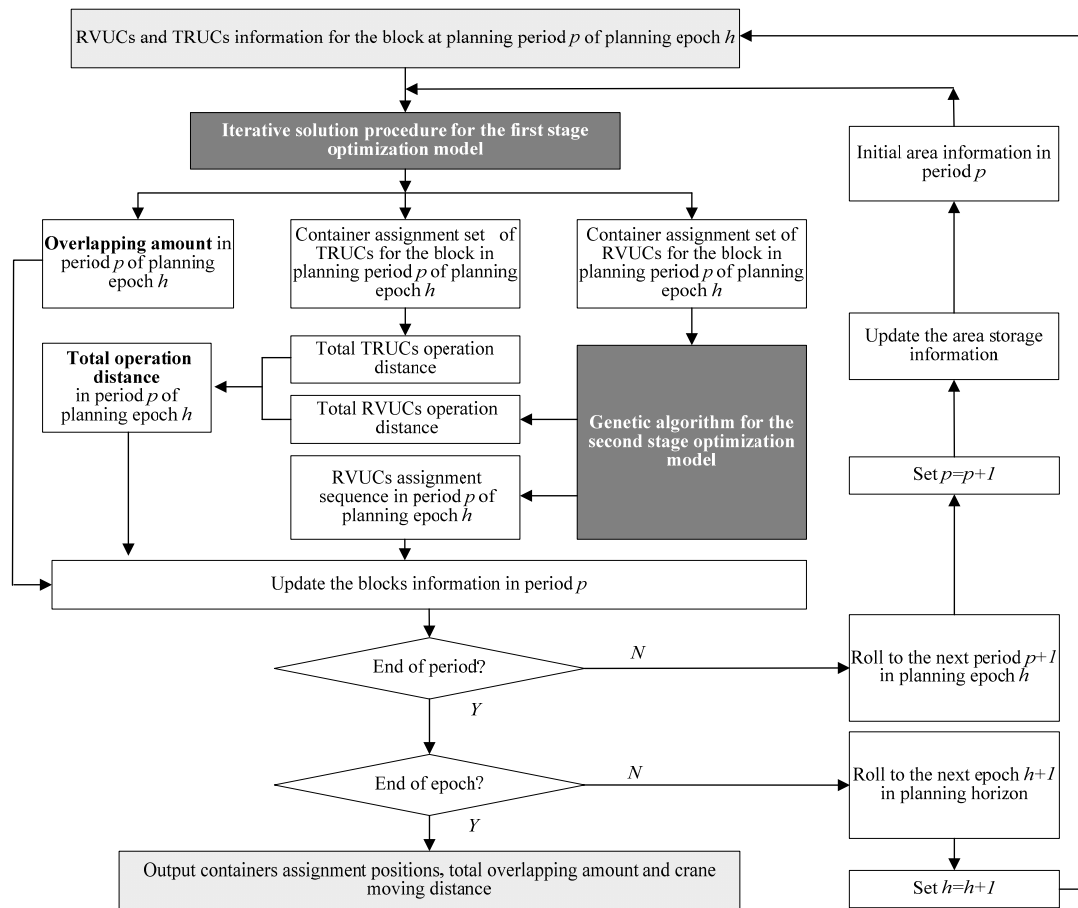 RVUCs and TRUCs information for the block at planning period p of planning epoch h
Iterative solution procedure for the first stage
optimization model
Initial area information in
period p
Overlapping amount in
period p of planning
epoch h
Container assignment set of
TRUCs for the block in
planning period p of planning
epoch h
Container assignment set of
RVUCs for the block in
planning period p of planning
epoch h
Update the area storage
information
Total operation
distance
in period p of
planning epoch h
Total TRUCs operation
distance
Total RVUCs operation
distance
Genetic algorithm for the
second stage optimization
model
RVUCs assignment
sequence in period p of
planning epoch h
Set p=p+1
Update the blocks information in period p
End of period?
N
Y
Roll to the next period p+1
in planning epoch h
End of epoch?
N
Y
Roll to the next epoch h+1
in planning horizon
Output containers assignment positions, total overlapping amount and crane
moving distance
Set h=h+1